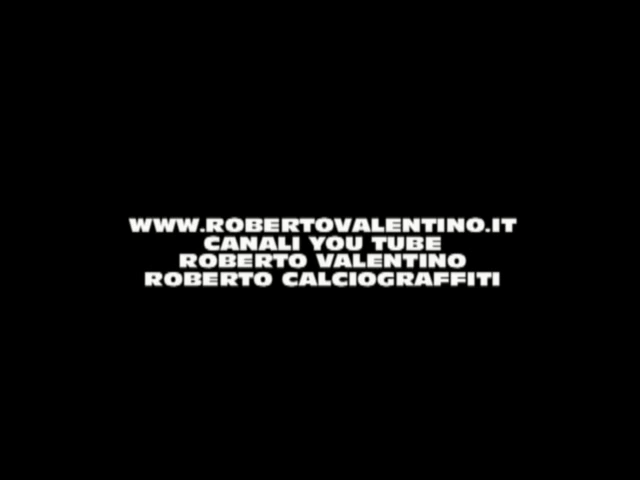 WWW.ROBERTOVALENTINO.IT
CANALI YOU TUBE
ROBERTO VALENTINO
ROBERTO CALCIOGRAFFITI